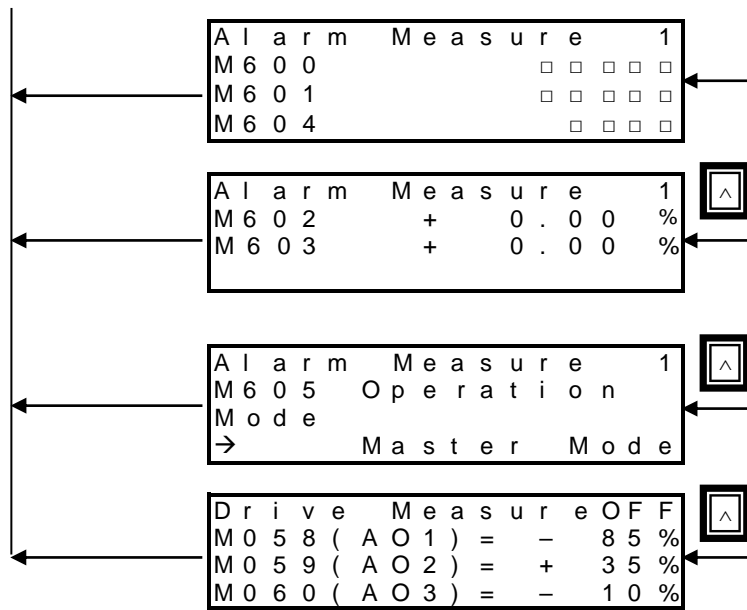 Alarm Measure 1
M600 □□□□□
M601 □□□□□
M604 □□□□
Alarm Measure 1
^
M602 + 0.00 %
M603 + 0.00 %
Alarm Measure 1
^
M605 Operation
Mode
→ Master Mode
Drive Measure OFF
^
M058(AO1)= – 85%
M059(AO2)= + 35%
M060(AO3)= – 10%